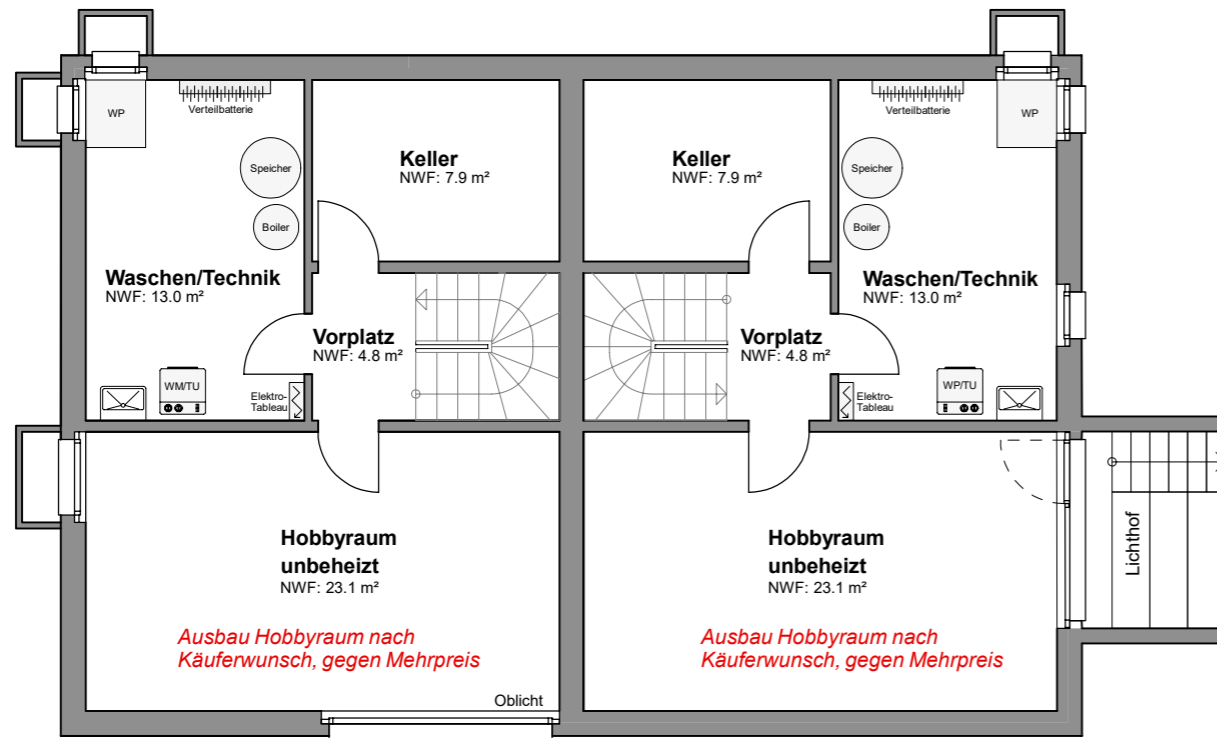 WP
Verteilbatterie
Speicher
Boiler
Waschen/Technik
NWF: 13.0 m²
WM/TU
Elektro-
Tableau
Keller
NWF: 7.9 m²
Vorplatz
NWF: 4.8 m²
Hobbyraum
unbeheizt
NWF: 23.1 m²
Ausbau Hobbyraum nach
Käuferwunsch, gegen Mehrpreis
Oblicht
Keller
NWF: 7.9 m²
Vorplatz
NWF: 4.8 m²
Verteilbatterie
WP
Speicher
Boiler
Waschen/Technik
NWF: 13.0 m²
Elektro-
Tableau
WP/TU
Hobbyraum
unbeheizt
NWF: 23.1 m²
Ausbau Hobbyraum nach
Käuferwunsch, gegen Mehrpreis
Lichthof